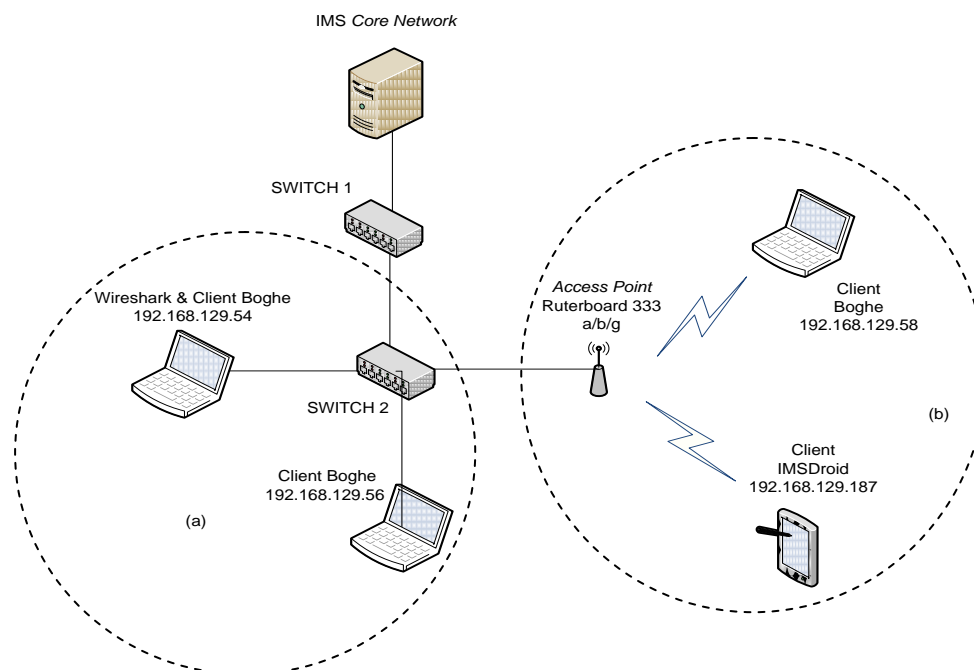 IMS Core Network
SWITCH 1
Wireshark & Client Boghe
192.168.129.54
SWITCH 2
Client Boghe
192.168.129.56
(a)
Access Point
Ruterboard 333
a/b/g
Client
Boghe
192.168.129.58
(b)
Client
IMSDroid
192.168.129.187